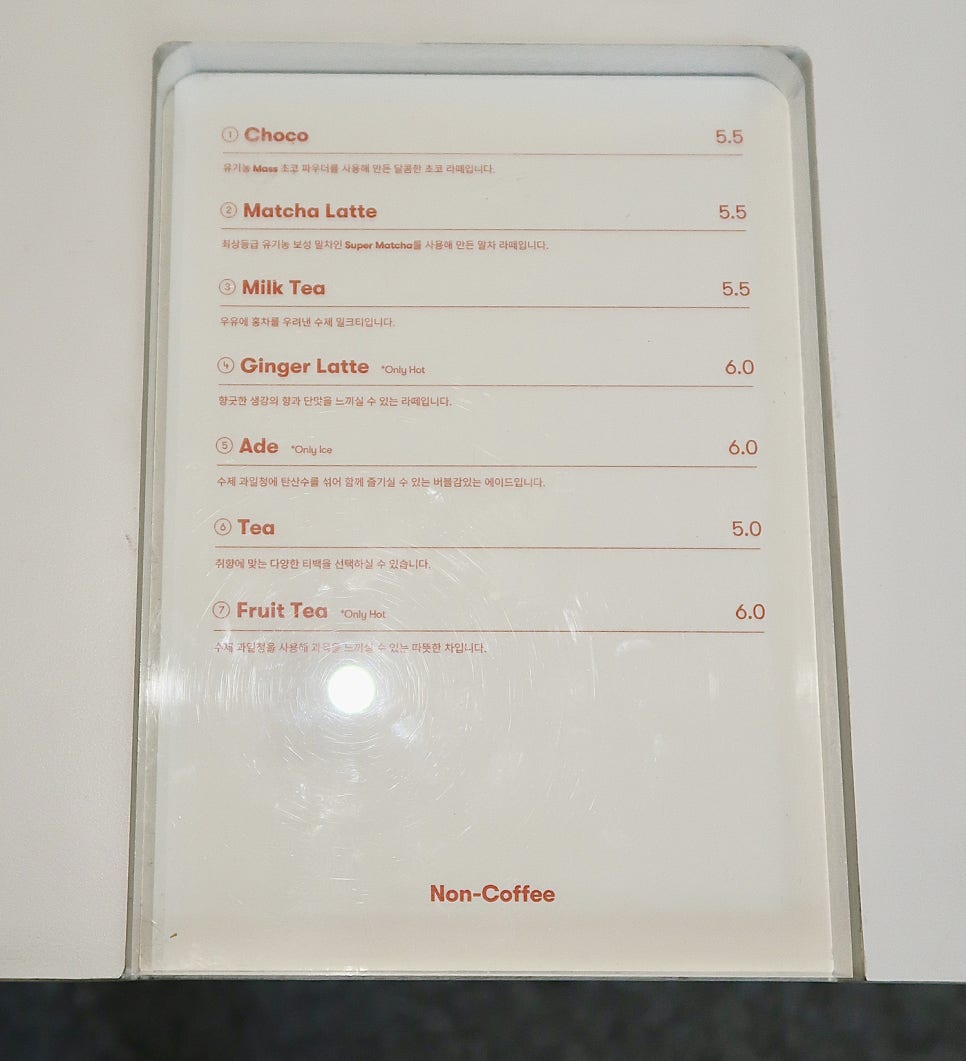 ① Choco 5.5
유기농 Mass 초코 파우더를 사용해 만든 달콤한 초코 라떼입니다.
② Matcha Latte 5.5
최상등급 유기농 보성 말차인 Super Matcha를 사용해 만든 말차 라떼입니다.
③ Milk Tea 5.5
우유에 홍차를 우려낸 수제 밀크티입니다.
④ Ginger Latte *Only Hot 6.0
향긋한 생강의 향과 단맛을 느끼실 수 있는 라떼입니다.
⑤ Ade *Only Ice 6.0
수제 과일청에 탄산수를 섞어 함께 즐기실 수 있는 버블감있는 에이드입니다.
⑥ Tea 5.0
취향에 맞는 다양한 티백을 선택하실 수 있습니다.
⑦ Fruit Tea *Only Hot 6.0
수제 과일청을 사용해 과육을 느끼실 수 있는 따뜻한 차입니다.
Non-Coffee